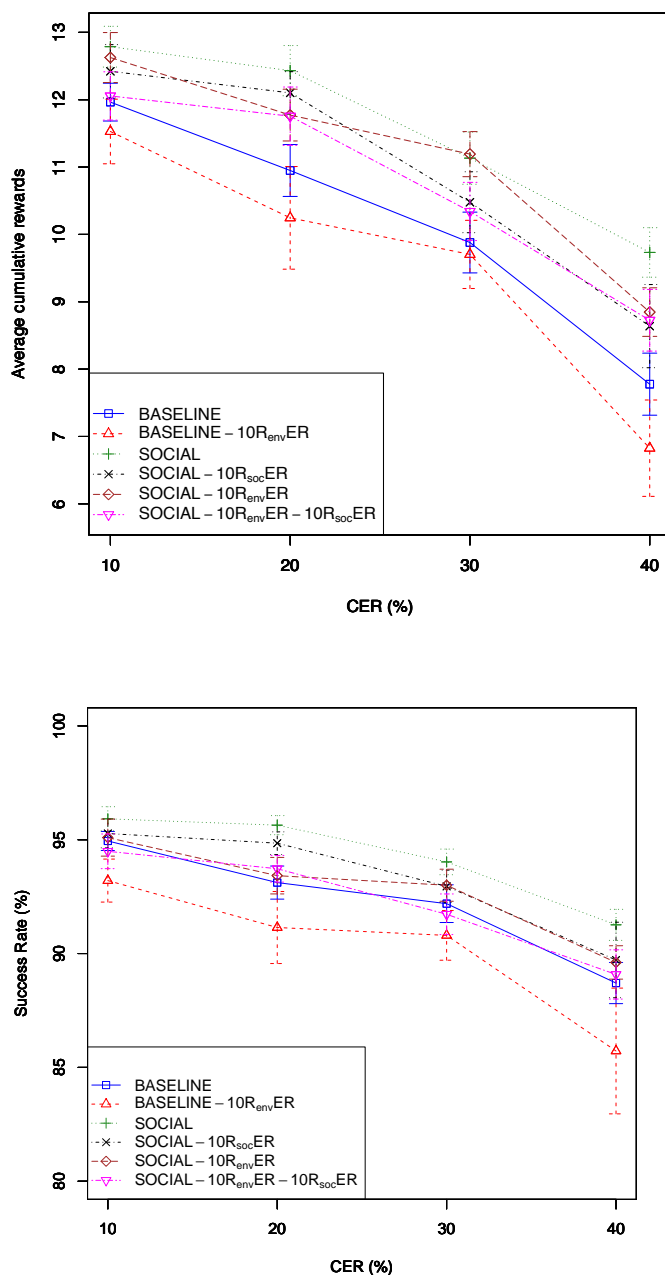 13
12
11
10
9
8
7
6
Average cumulative rewards
BASELINE
BASELINE – 10RenvER
SOCIAL
SOCIAL – 10RsocER
SOCIAL – 10RenvER
SOCIAL – 10RenvER – 10RsocER
10 20 30 40
CER (%)
100
95
90
85
80
Success Rate (%)
BASELINE
BASELINE – 10RenvER
SOCIAL
SOCIAL – 10RsocER
SOCIAL – 10RenvER
SOCIAL – 10RenvER – 10RsocER
10 20 30 40
CER (%)